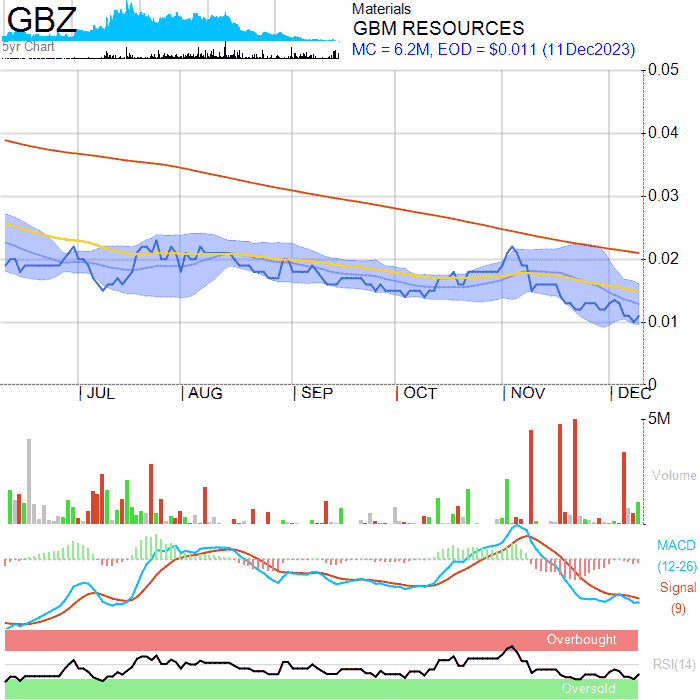 GBZ
5yr Chart
Materials
GBM RESOURCES
MC = 6.2M, EOD = $0.011 (11Dec2023)
0.05
0.04
0.03
0.02
0.01
0
JUL AUG SEP OCT NOV DEC
5M
Volume
MACD
(12-26)
Signal
(9)
Overbought
RSI(14)
Oversold